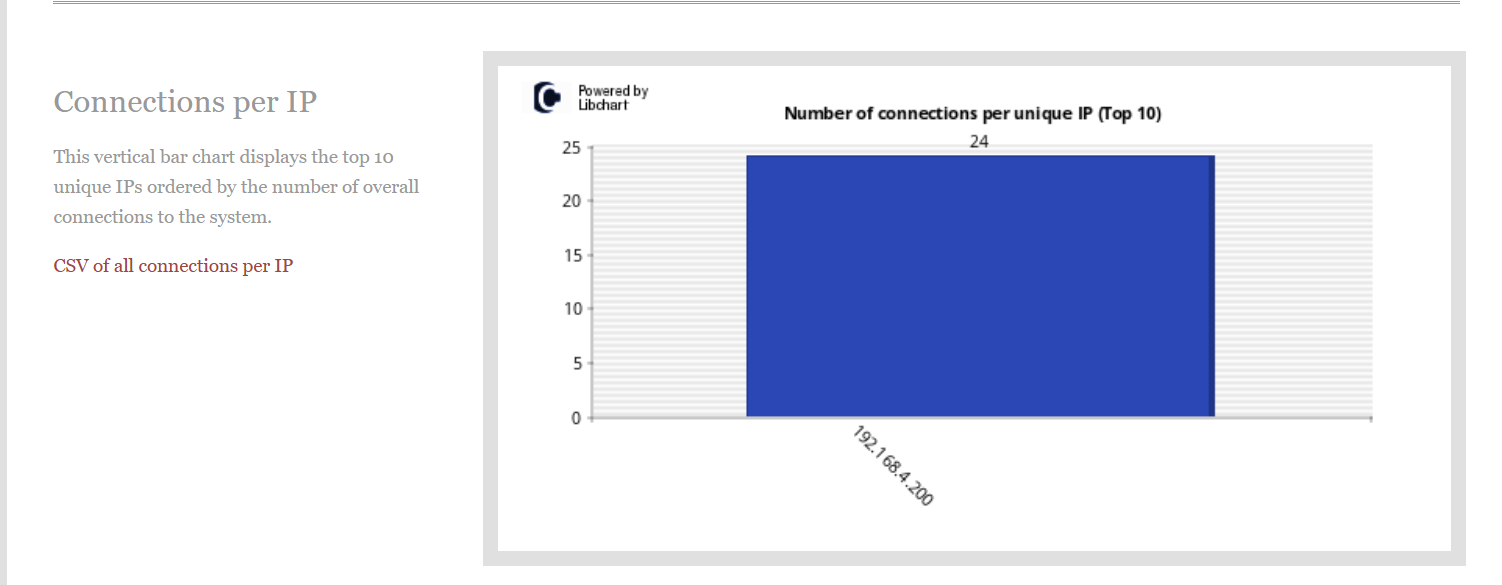 Connections per IP
This vertical bar chart displays the top 10
unique IPs ordered by the number of overall
connections to the system.
CSV of all connections per IP
Powered by
Libchart
Number of connections per unique IP (Top 10)
24
25
20
15
10
5
0
192.168.4.200